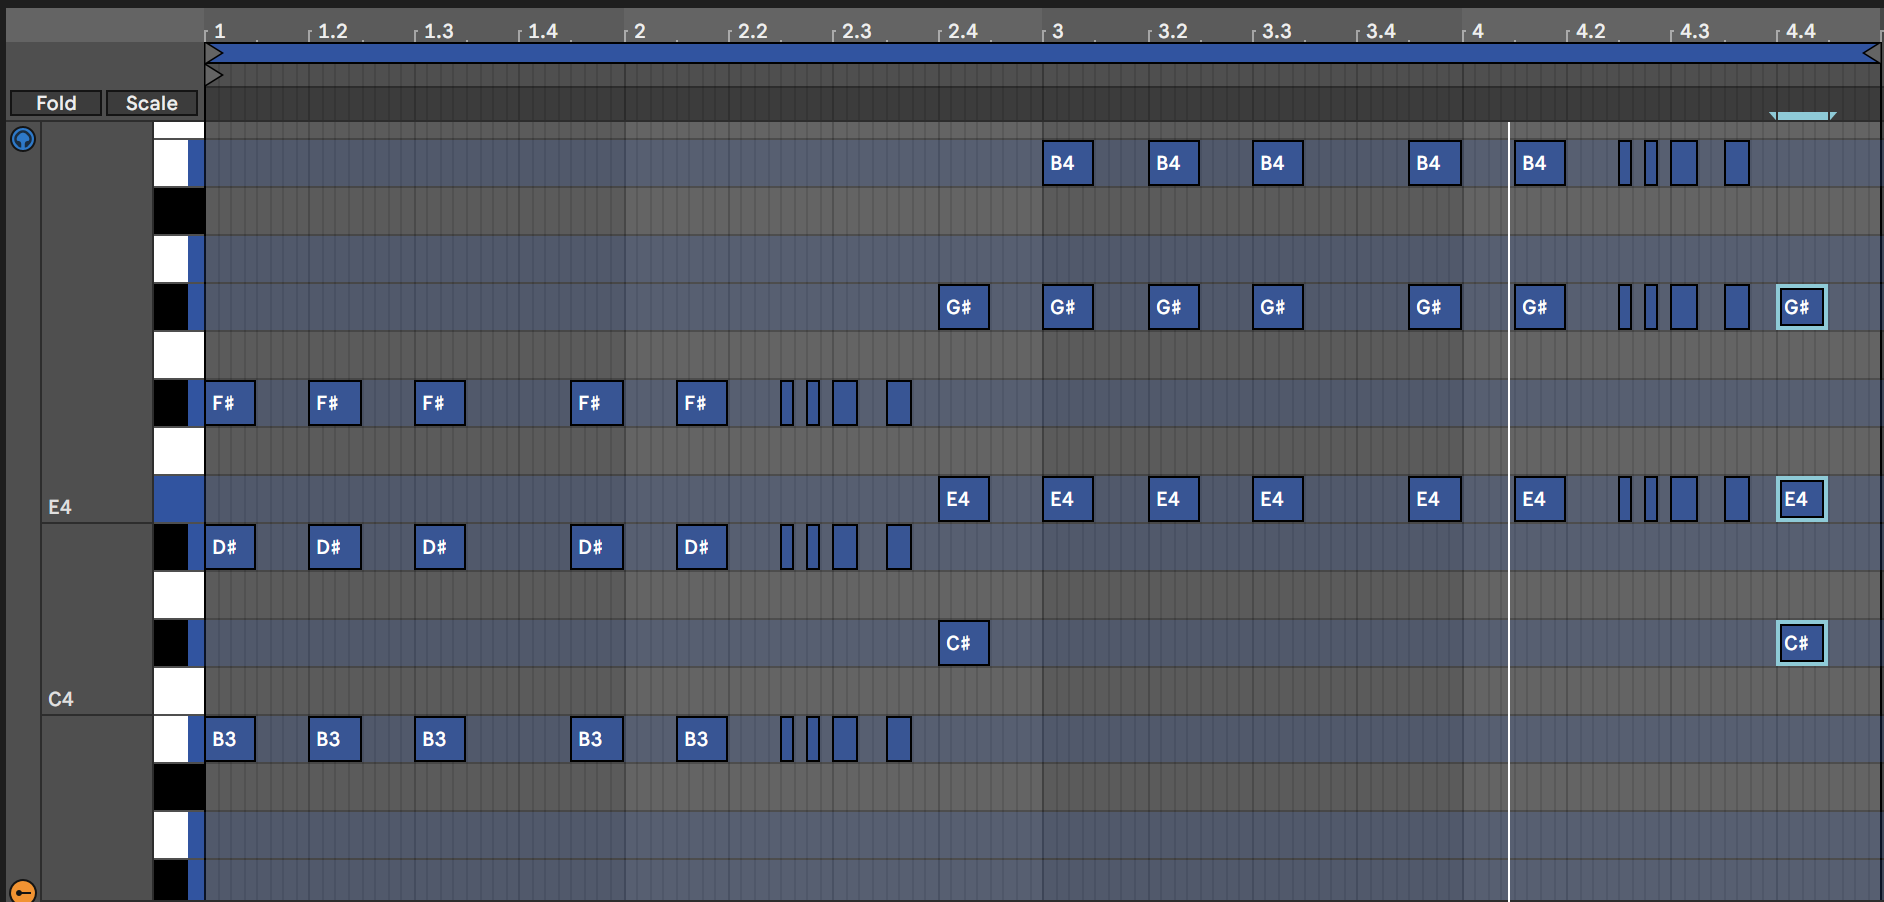 1 1.2 1.3 1.4 2 2.2 2.3 2.4 3 3.2 3.3 3.4 4 4.2 4.3 4.4
Fold Scale
B4 B4 B4 B4 B4
G# G# G# G# G# G# G#
F# F# F# F# F#
E4 E4 E4 E4 E4 E4 E4 E4
D# D# D# D# D#
C# C#
C4
B3 B3 B3 B3 B3